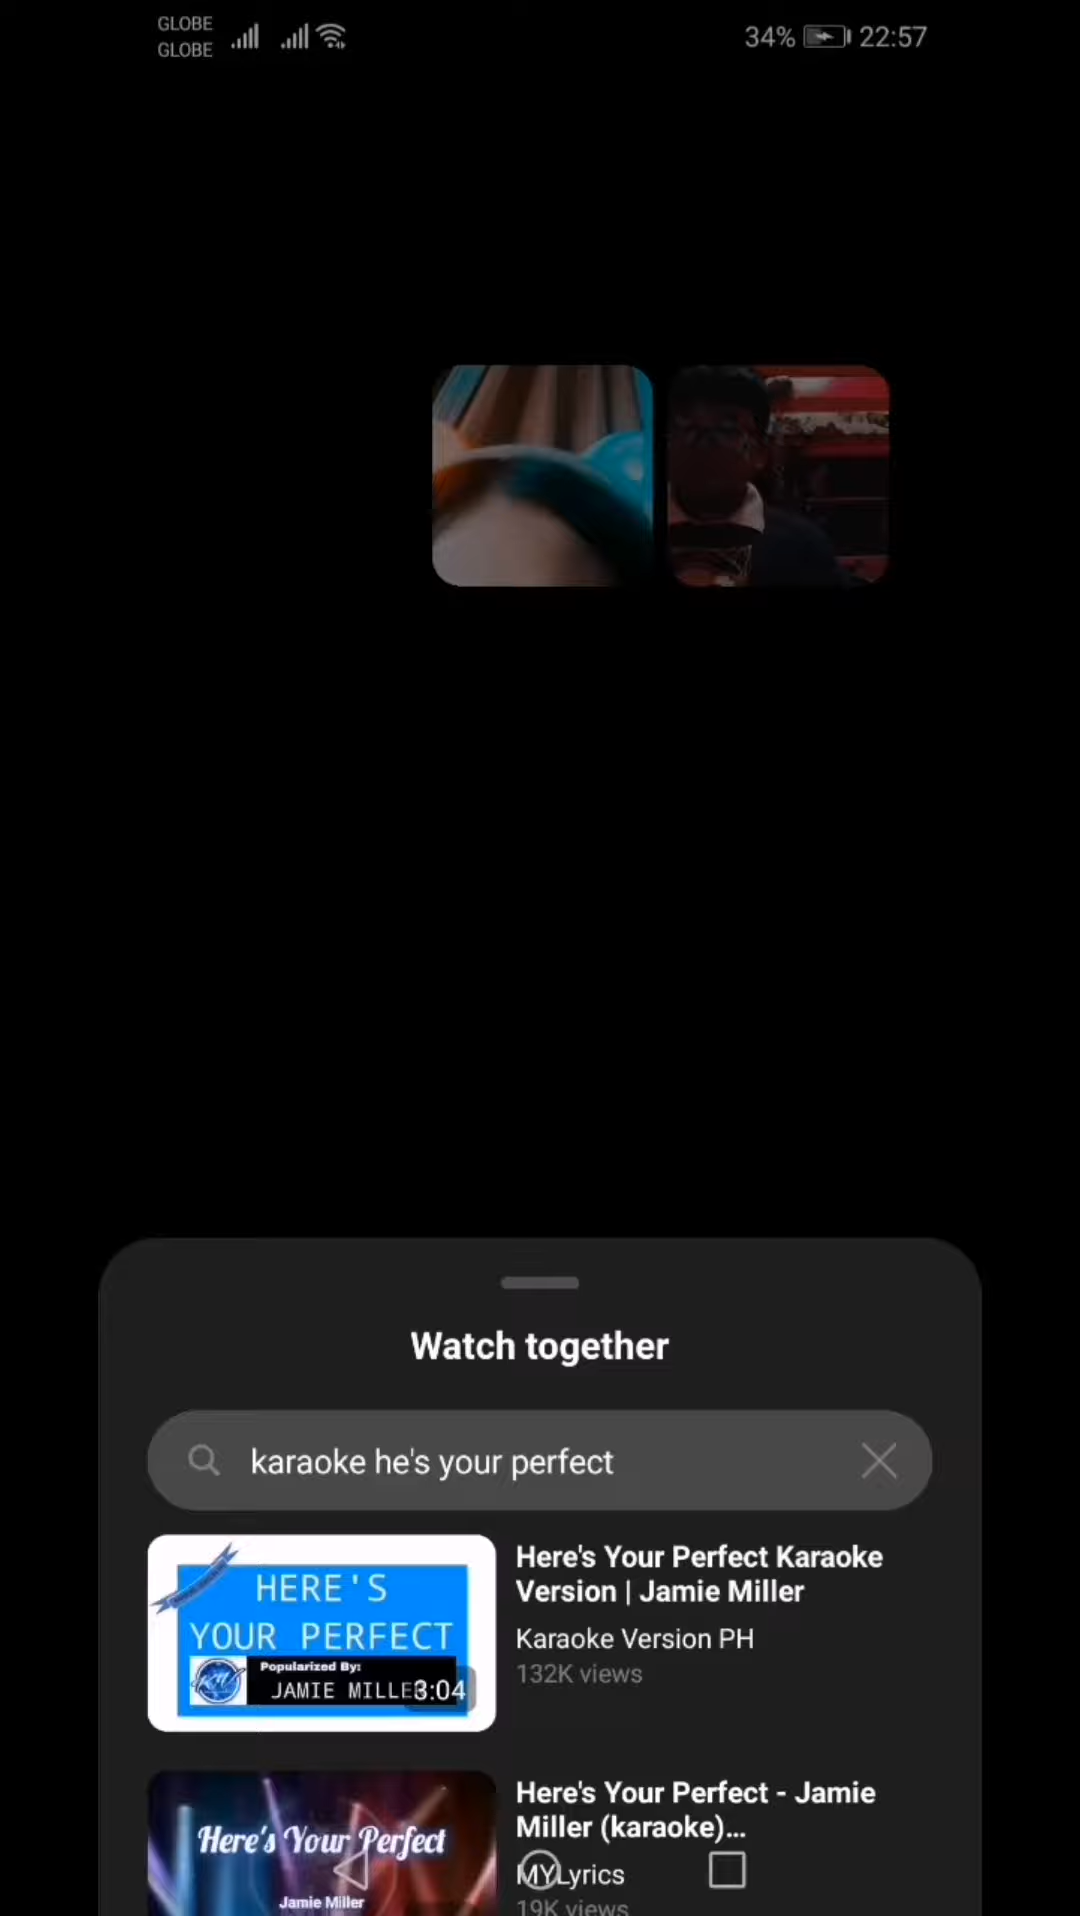 GLOBE
GLOBE
34%
22:57
Watch together
karaoke he's your perfect
HERE'S
YOUR PERFECT
Popularized By:
JAMIE MILLE
3:04
Here's Your Perfect Karaoke
Version | Jamie Miller
Karaoke Version PH
132K views
Here's Your Perfect
Jamie Miller
Here's Your Perfect - Jamie
Miller (karaoke)...
MYLyrics
19K views